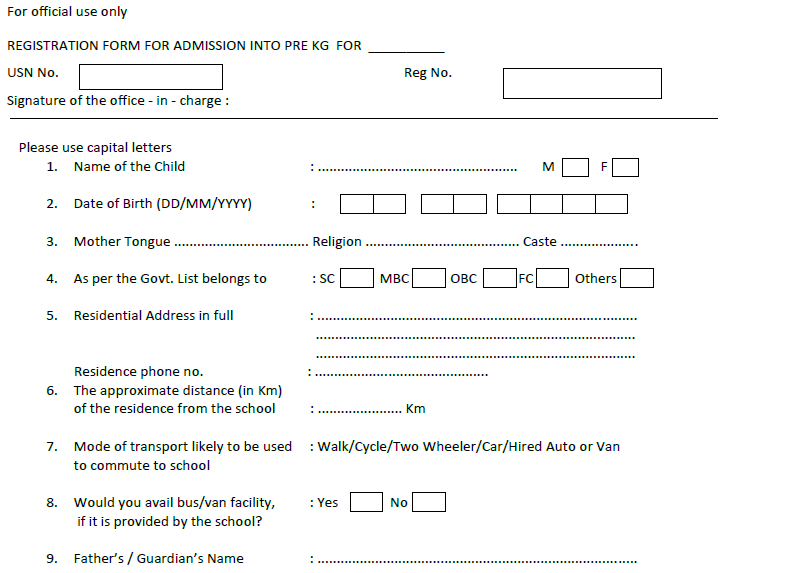 For official use only
REGISTRATION FORM FOR ADMISSION INTO PRE KG FOR __________
USN No. Reg No.
Signature of the office - in - charge :
Please use capital letters
1. Name of the Child : .................................................... M F
2. Date of Birth (DD/MM/YYYY) :
3. Mother Tongue ................................... Religion ........................................ Caste ....................
4. As per the Govt. List belongs to : SC MBC OBC FC Others
5. Residential Address in full : ...................................................................................
...................................................................................
...................................................................................
Residence phone no. : .............................................
6. The approximate distance (in Km)
of the residence from the school : ...................... Km
7. Mode of transport likely to be used : Walk/Cycle/Two Wheeler/Car/Hired Auto or Van
to commute to school
8. Would you avail bus/van facility, : Yes No
if it is provided by the school?
9. Father's / Guardian's Name : ...................................................................................